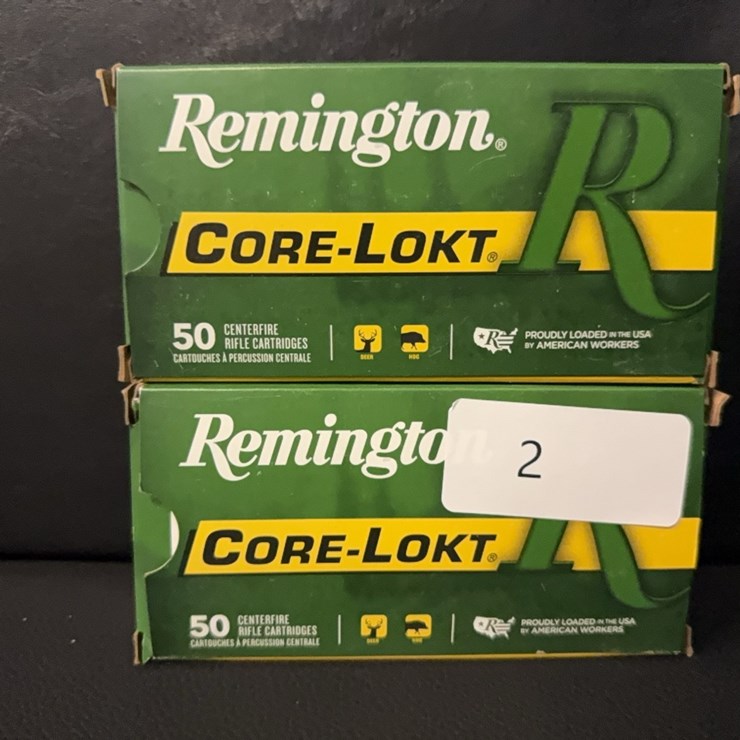 Remington®
CORE-LOKT®
50 CENTERFIRE
RIFLE CARTRIDGES
CARTOUCHES À PERCUSSION CENTRALE
DEER HOG
R
PROUDLY LOADED IN THE USA
BY AMERICAN WORKERS
Remington
2
CORE-LOKT®
50 CENTERFIRE
RIFLE CARTRIDGES
CARTOUCHES À PERCUSSION CENTRALE
DEER HOG
R
PROUDLY LOADED IN THE USA
BY AMERICAN WORKERS